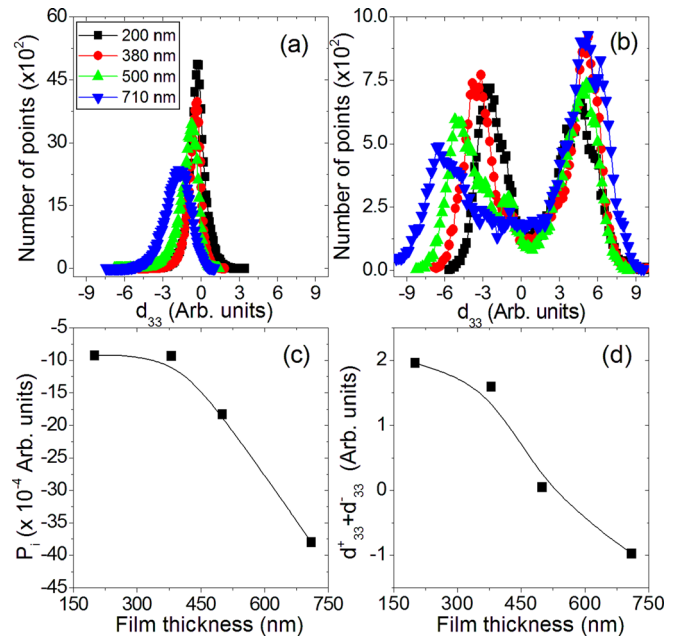 (a)
200 nm
380 nm
500 nm
710 nm
Number of points (x10²)
60
45
30
15
0
-9 -6 -3 0 3 6 9
d₃₃ (Arb. units)
(b)
Number of points (x10²)
10.0
7.5
5.0
2.5
0.0
-9 -6 -3 0 3 6 9
d₃₃ (Arb. units)
(c)
P_i (x 10⁻⁴ Arb. units)
-5
-10
-15
-20
-25
-30
-35
-40
-45
150 300 450 600 750
Film thickness (nm)
(d)
d⁺₃₃+d⁻₃₃ (Arb. units)
2
1
0
-1
150 300 450 600 750
Film thickness (nm)